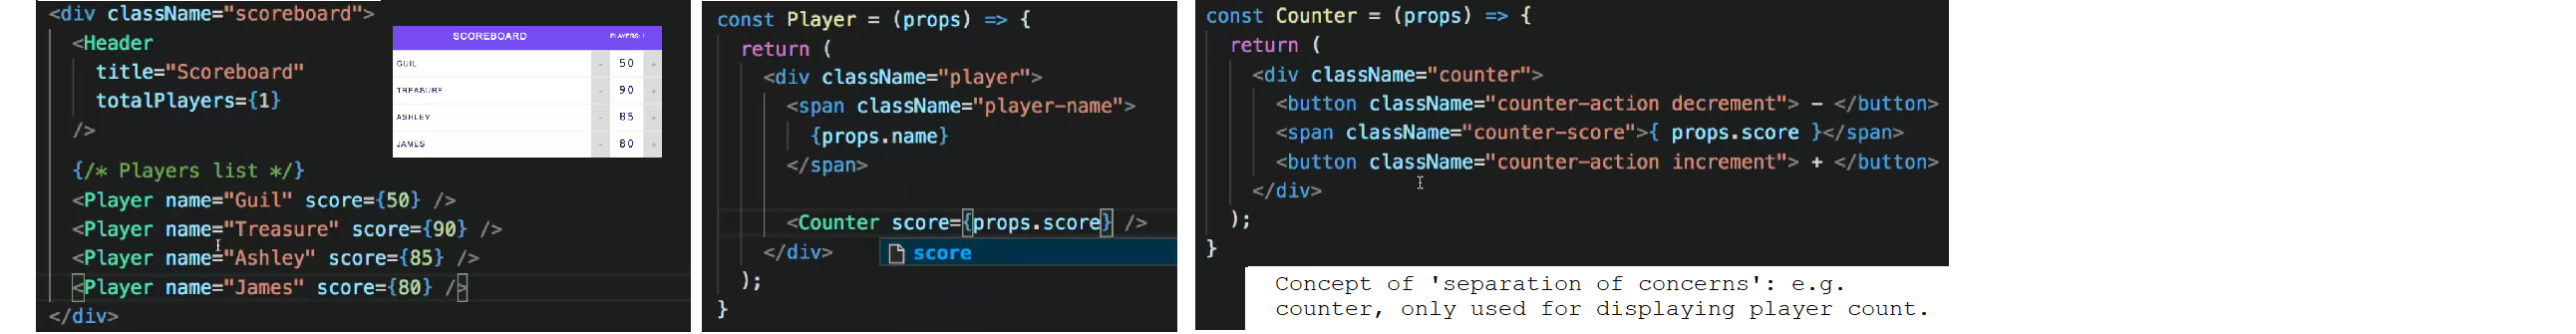 <div className="scoreboard">
<Header
title="Scoreboard"
totalPlayers={1}
/>
{/* Players list */}
<Player name="Guil" score={50} />
<Player name="Treasure" score={90} />
<Player name="Ashley" score={85} />
<Player name="James" score={80} />
</div>
SCOREBOARD PLAYERS: 1
GUIL - 50 +
TREASURE - 90 +
ASHLEY - 85 +
JAMES - 80 +
const Player = (props) => {
return (
<div className="player">
<span className="player-name">
{props.name}
</span>
<Counter score={props.score} />
score
</div>
);
}
const Counter = (props) => {
return (
<div className="counter">
<button className="counter-action decrement"> - </button>
<span className="counter-score">{ props.score }</span>
<button className="counter-action increment"> + </button>
</div>
);
}
Concept of 'separation of concerns': e.g.
counter, only used for displaying player count.